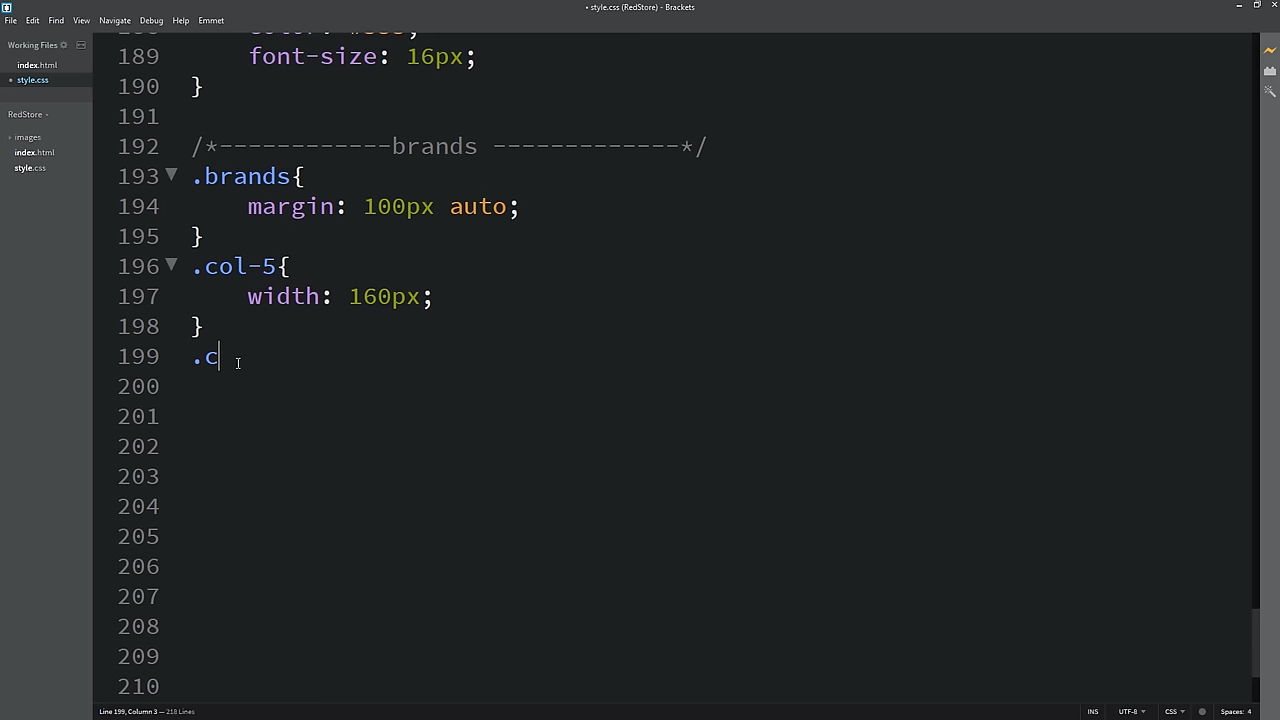 • style.css (RedStore) - Brackets
File Edit Find View Navigate Debug Help Emmet
Working Files
index.html
• style.css
RedStore
images
index.html
style.css
189 font-size: 16px;
190 }
191
192 /*------------brands -------------*/
193 .brands{
194 margin: 100px auto;
195 }
196 .col-5{
197 width: 160px;
198 }
199 .c
200
201
202
203
204
205
206
207
208
209
210
Line 199, Column 3 — 218 Lines
INS UTF-8 CSS Spaces: 4